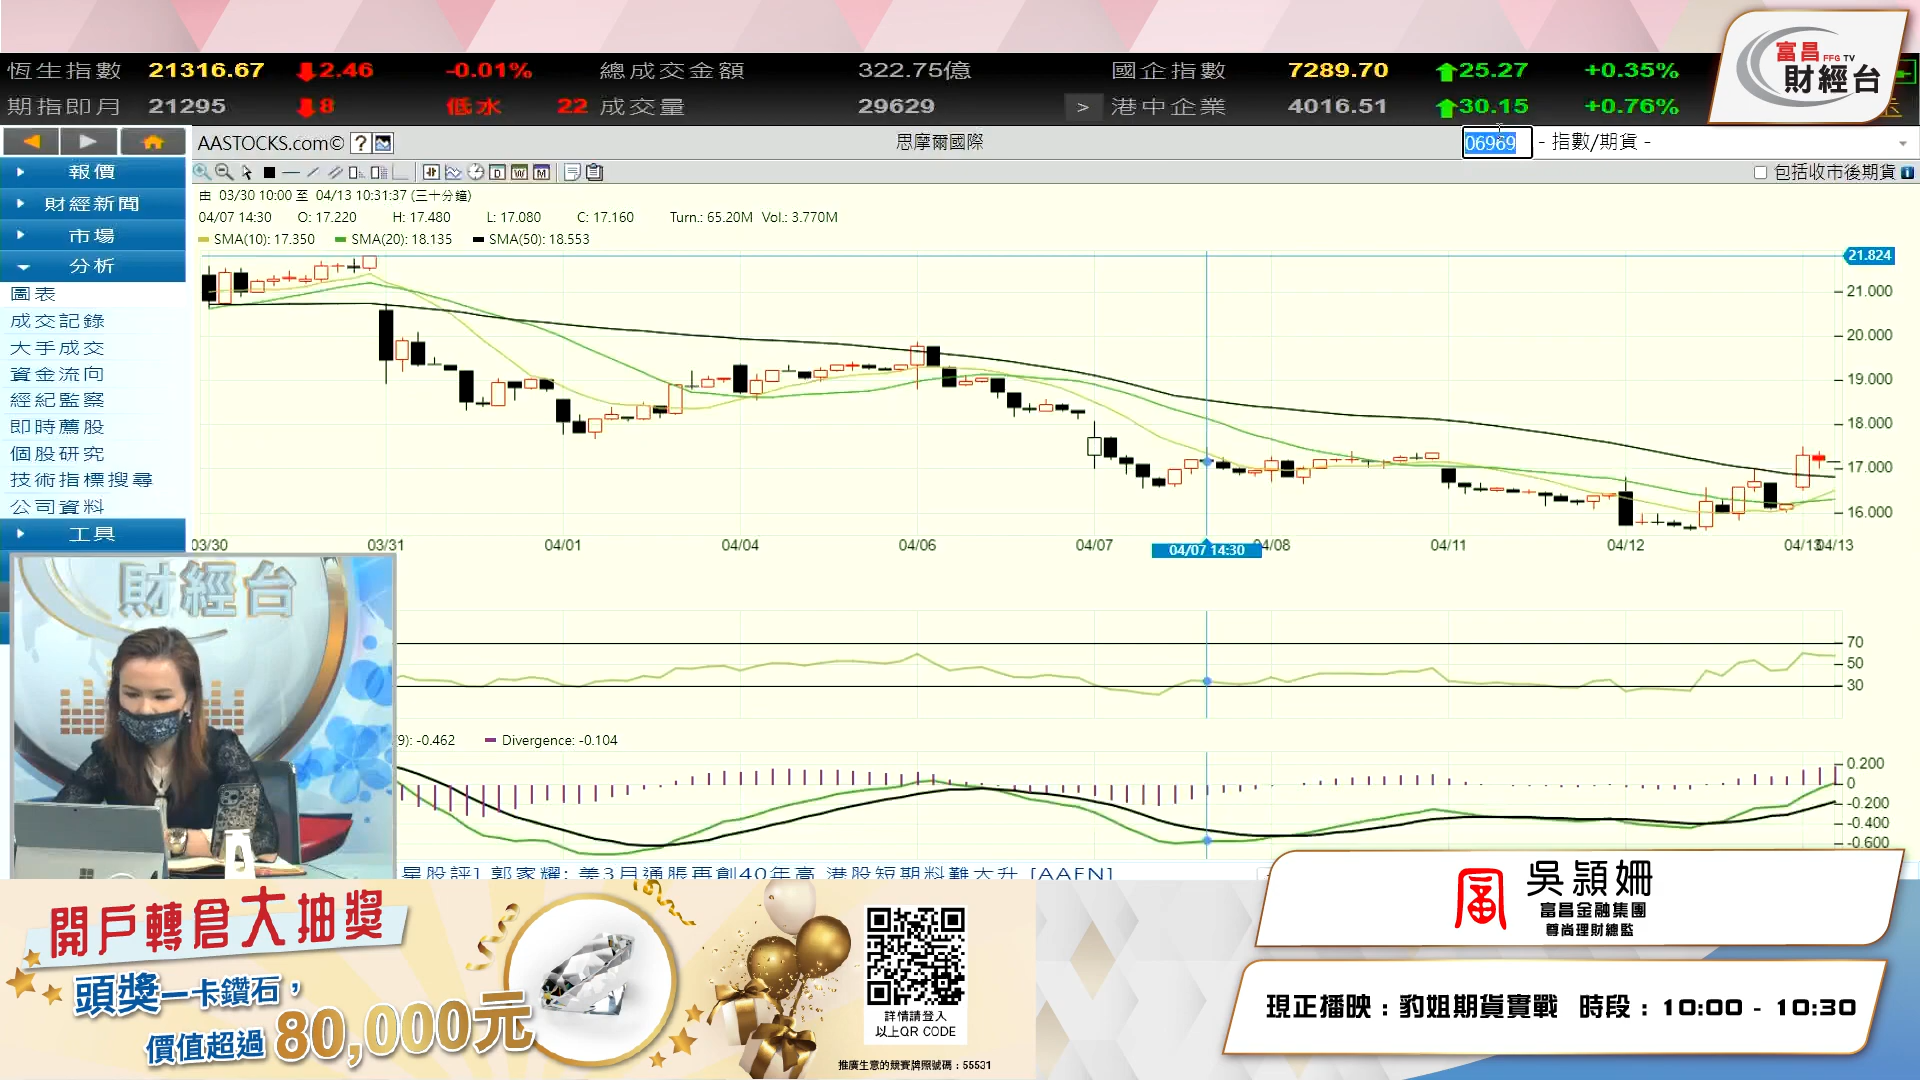 恆生指數 21316.67 2.46 -0.01% 總成交金額 322.75億 國企指數 7289.70 25.27 +0.35%
期指即月 21295 8 低水 22 成交量 29629 > 港中企業 4016.51 30.15 +0.76%
富昌 FFG TV
財經台
AASTOCKS.com© ? 思摩爾國際 06969 - 指數/期貨 -
D W M 包括收市後期貨
報價
財經新聞
市場
分析
圖表
成交記錄
大手成交
資金流向
經紀監察
即時薦股
個股研究
技術指標搜尋
公司資料
工具
由 03/30 10:00 至 04/13 10:31:37 (三十分鐘)
04/07 14:30 O: 17.220 H: 17.480 L: 17.080 C: 17.160 Turn.: 65.20M Vol.: 3.770M
SMA(10): 17.350 SMA(20): 18.135 SMA(50): 18.553
21.824
21.000
20.000
19.000
18.000
17.000
16.000
03/30 03/31 04/01 04/04 04/06 04/07 04/07 14:30 04/08 04/11 04/12 04/13 04/13
70
50
30
9): -0.462 Divergence: -0.104
0.200
0
-0.200
-0.400
-0.600
財經台
星股評] 郭家耀: 美3月通脹再創40年高 港股短期料難大升 [AAFN]
開戶轉倉大抽獎
頭獎一卡鑽石，
價值超過 80,000元
詳情請登入
以上QR CODE
推廣生意的競賽牌照號碼：55531
吳潁姍
富昌金融集團
尊尚理財總監
現正播映：豹姐期貨實戰 時段：10:00 - 10:30